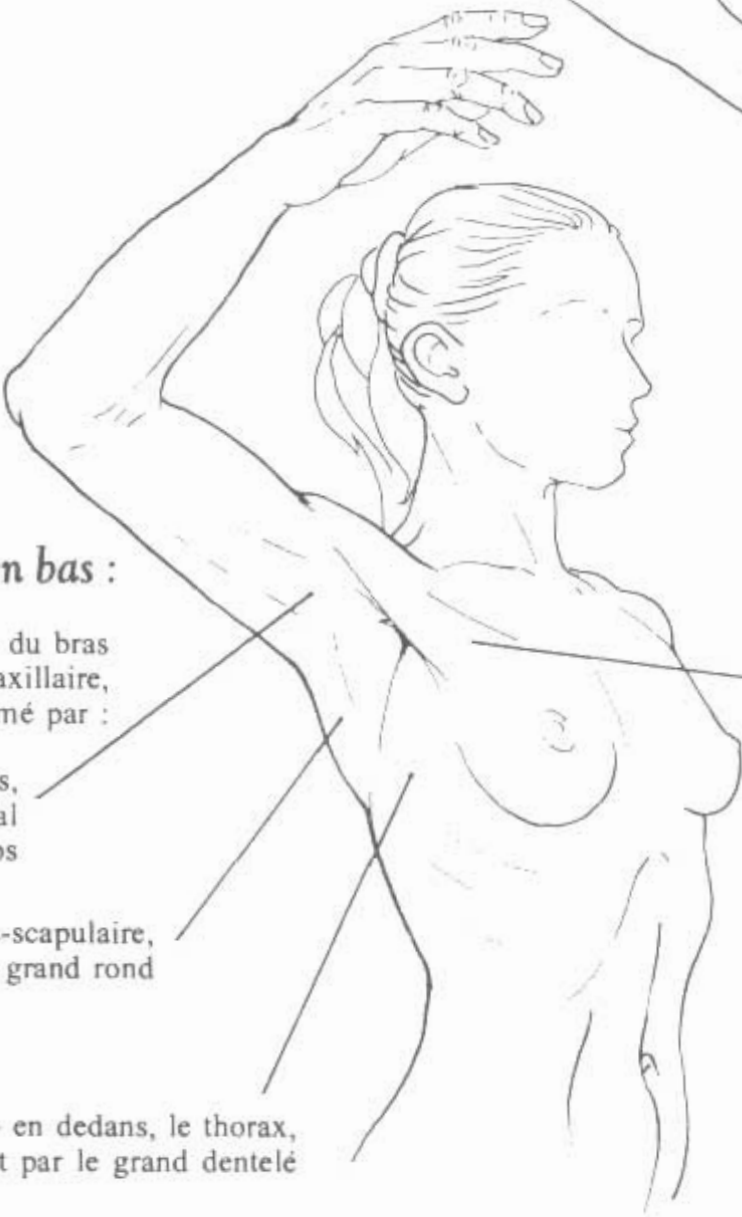 n bas :
du bras
axillaire,
mé par :
s,
al
os
-scapulaire,
grand rond
en dedans, le thorax,
t par le grand dentelé